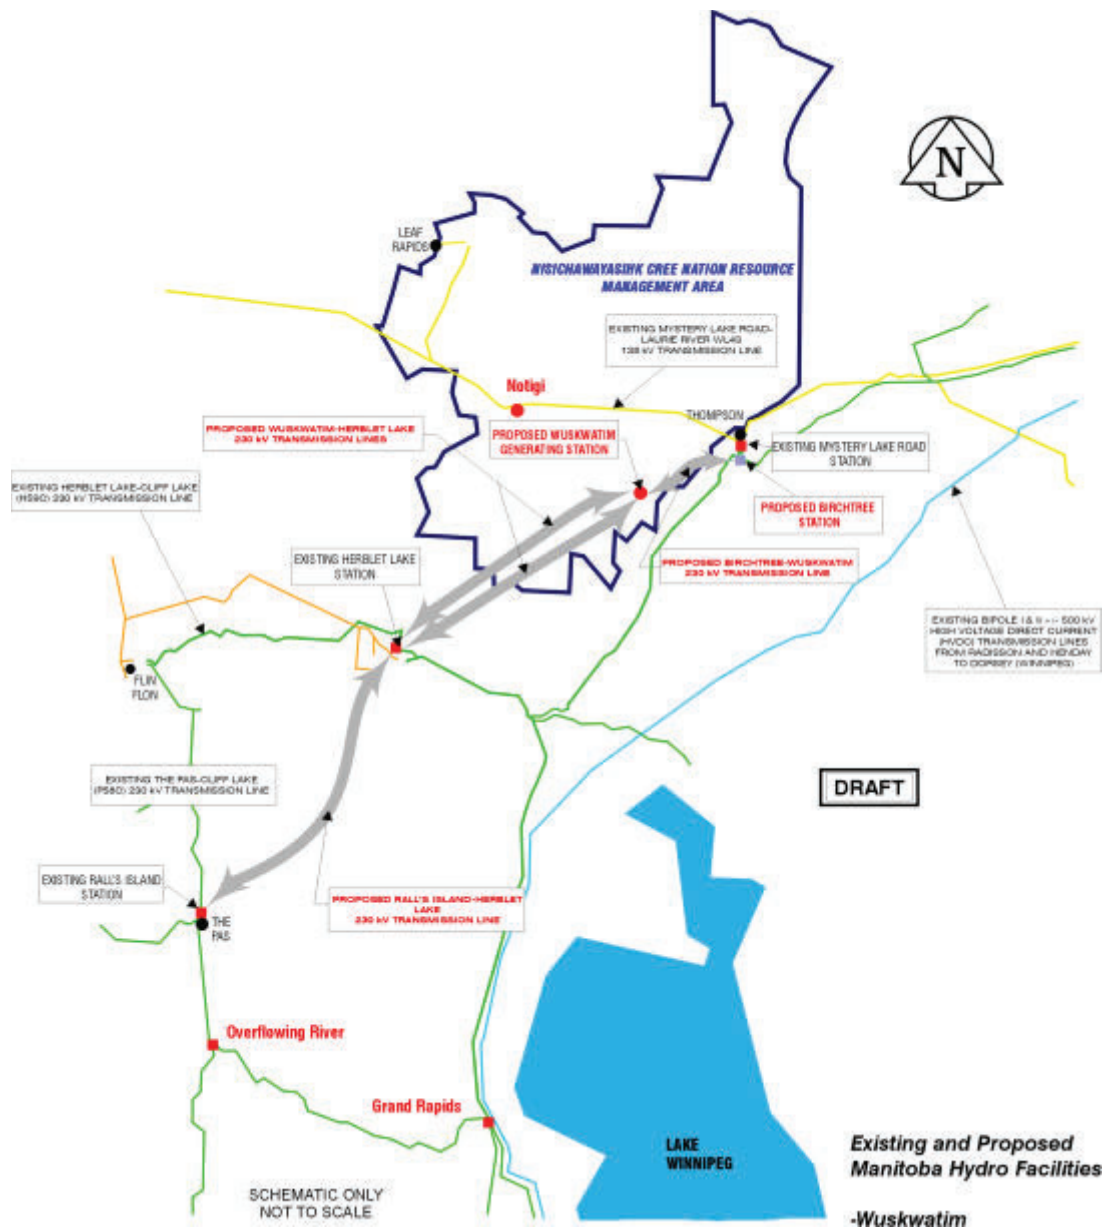 N
LEAF
RAPIDS
NISICHAWAYASIHK CREE NATION RESOURCE
MANAGEMENT AREA
EXISTING MYSTERY LAKE ROAD-
LAURIE RIVER WL43
138 kV TRANSMISSION LINE
Notigi
THOMPSON
PROPOSED WUSKWATIM-HERBLET LAKE
230 kV TRANSMISSION LINES
PROPOSED WUSKWATIM
GENERATING STATION
EXISTING MYSTERY LAKE ROAD
STATION
EXISTING HERBLET LAKE-CLIFF LAKE
(H59C) 230 kV TRANSMISSION LINE
PROPOSED BIRCHTREE
STATION
EXISTING HERBLET LAKE
STATION
PROPOSED BIRCHTREE-WUSKWATIM
230 kV TRANSMISSION LINE
EXISTING BIPOLE I & II -- 500 kV
HIGH VOLTAGE DIRECT CURRENT
(HVDC) TRANSMISSION LINES
FROM RADISSON AND HENDAY
TO DORSEY (WINNIPEG)
FLIN
FLON
EXISTING THE PAS-CLIFF LAKE
(P58C) 230 kV TRANSMISSION LINE
DRAFT
EXISTING RALL'S ISLAND
STATION
PROPOSED RALL'S ISLAND-HERBLET
LAKE
230 kV TRANSMISSION LINE
THE
PAS
Overflowing River
Grand Rapids
LAKE
WINNIPEG
Existing and Proposed
Manitoba Hydro Facilities
SCHEMATIC ONLY
NOT TO SCALE
-Wuskwatim